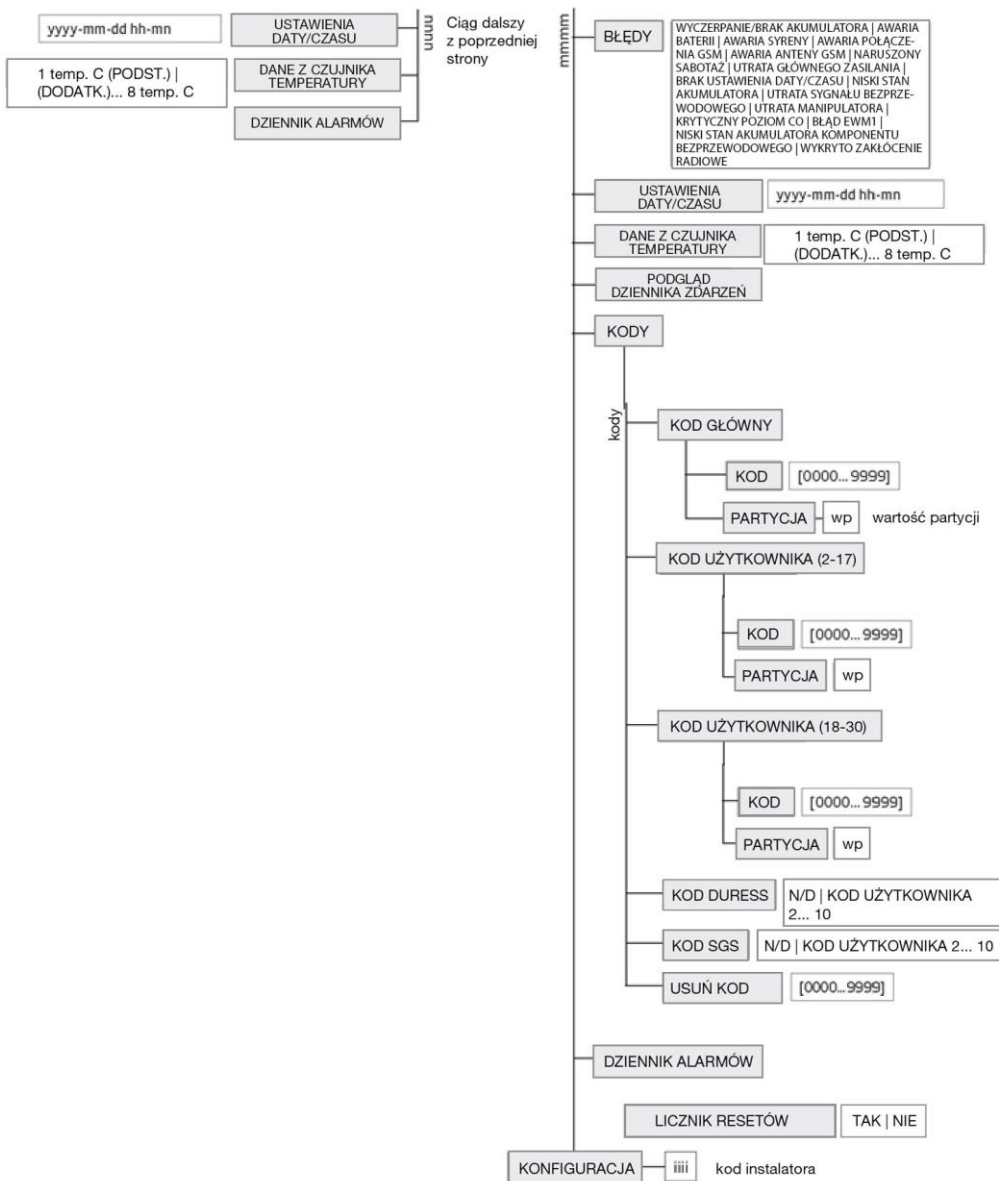 yyyy-mm-dd hh-mn
USTAWIENIA
DATY/CZASU
uuuu
Ciąg dalszy
z poprzedniej
strony
1 temp. C (PODST.) |
(DODATK.)... 8 temp. C
DANE Z CZUJNIKA
TEMPERATURY
DZIENNIK ALARMÓW
mmmm
BŁĘDY
WYCZERPANIE/BRAK AKUMULATORA | AWARIA
BATERII | AWARIA SYRENY | AWARIA POŁĄCZE-
NIA GSM | AWARIA ANTENY GSM | NARUSZONY
SABOTAŻ | UTRATA GŁÓWNEGO ZASILANIA |
BRAK USTAWIENIA DATY/CZASU | NISKI STAN
AKUMULATORA | UTRATA SYGNAŁU BEZPRZE-
WODOWEGO | UTRATA MANIPULATORA |
KRYTYCZNY POZIOM CO | BŁĄD EWM1 |
NISKI STAN AKUMULATORA KOMPONENTU
BEZPRZEWODOWEGO | WYKRYTO ZAKŁÓCENIE
RADIOWE
USTAWIENIA
DATY/CZASU
yyyy-mm-dd hh-mn
DANE Z CZUJNIKA
TEMPERATURY
1 temp. C (PODST.) |
(DODATK.)... 8 temp. C
PODGLĄD
DZIENNIKA ZDARZEŃ
KODY
kody
KOD GŁÓWNY
KOD [0000... 9999]
PARTYCJA wp wartość partycji
KOD UŻYTKOWNIKA (2-17)
KOD [0000... 9999]
PARTYCJA wp
KOD UŻYTKOWNIKA (18-30)
KOD [0000... 9999]
PARTYCJA wp
KOD DURESS
N/D | KOD UŻYTKOWNIKA
2... 10
KOD SGS N/D | KOD UŻYTKOWNIKA 2... 10
USUŃ KOD [0000... 9999]
DZIENNIK ALARMÓW
LICZNIK RESETÓW TAK | NIE
KONFIGURACJA iiii kod instalatora